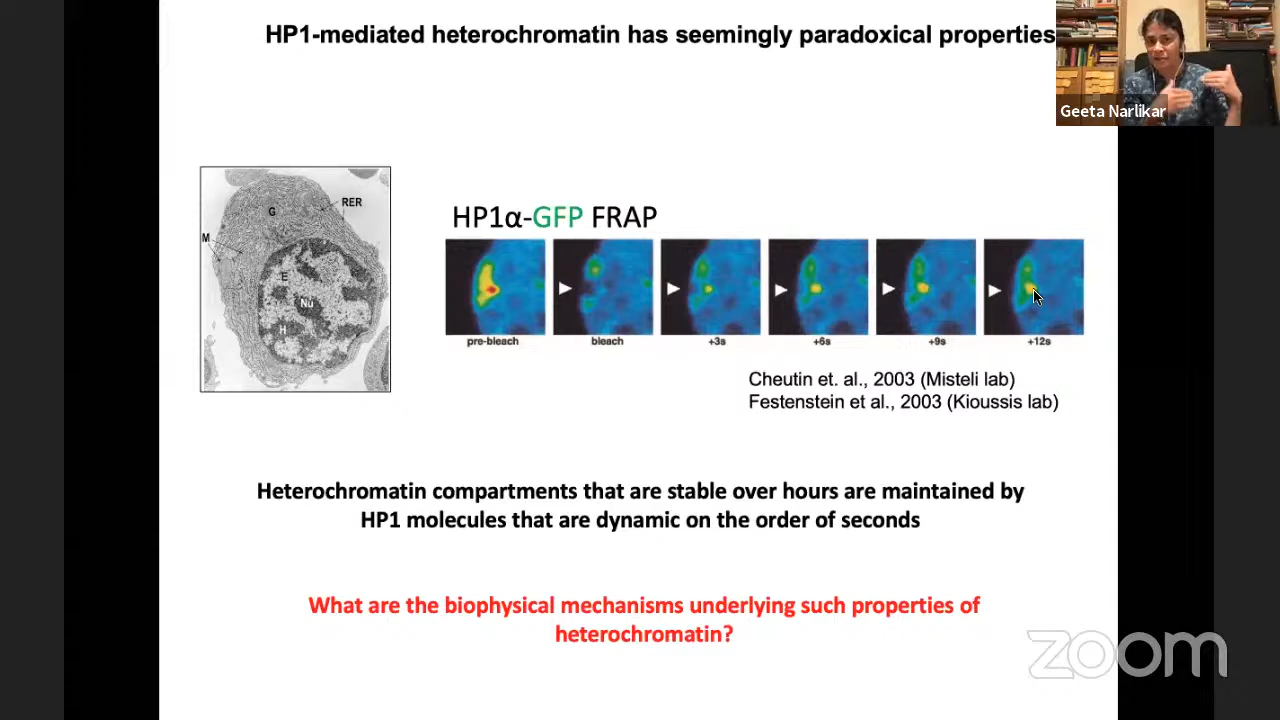 HP1-mediated heterochromatin has seemingly paradoxical properties
Geeta Narlikar
RER
G
M
E
Nu
H
HP1α-GFP FRAP
pre-bleach
bleach
+3s
+6s
+9s
+12s
Cheutin et. al., 2003 (Misteli lab)
Festenstein et al., 2003 (Kioussis lab)
Heterochromatin compartments that are stable over hours are maintained by
HP1 molecules that are dynamic on the order of seconds
What are the biophysical mechanisms underlying such properties of
heterochromatin?
zoom